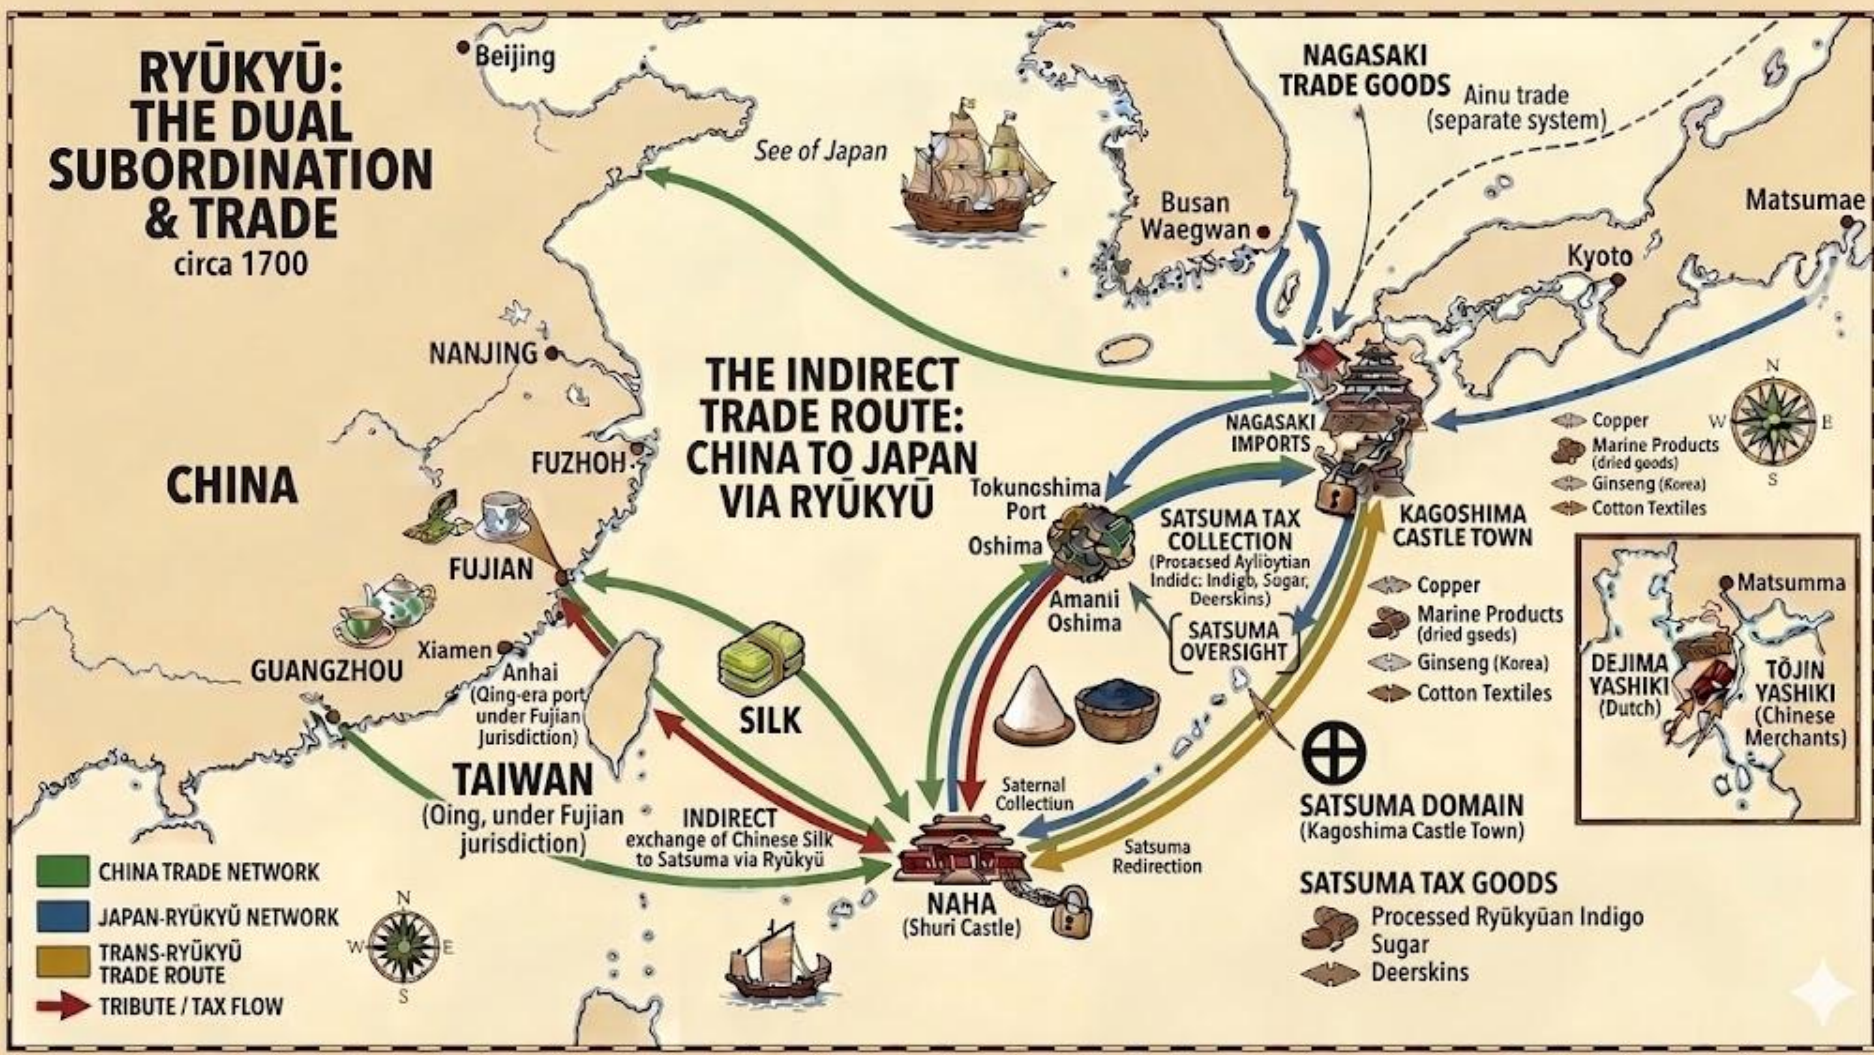 RYŪKYŪ:
THE DUAL
SUBORDINATION
& TRADE
circa 1700
Beijing
See of Japan
NAGASAKI
TRADE GOODS
Ainu trade
(separate system)
Busan
Waegwan
Matsumae
Kyoto
NANJING
FUZHOH
CHINA
THE INDIRECT
TRADE ROUTE:
CHINA TO JAPAN
VIA RYŪKYŪ
NAGASAKI
IMPORTS
N
W E
S
Copper
Marine Products
(dried goods)
Ginseng (Korea)
Cotton Textiles
Tokunoshima
Port
Oshima
Amanii
Oshima
SATSUMA TAX
COLLECTION
(Procacsed Aylioytian
Indidc: Indigb, Sögar,
Deerskins)
SATSUMA
OVERSIGHT
KAGOSHIMA
CASTLE TOWN
Copper
Marine Products
(dried gseds)
Ginseng (Korea)
Cotton Textiles
Matsumma
DEJIMA
YASHIKI
(Dutch)
TŌJIN
YASHIKI
(Chinese
Merchants)
FUJIAN
GUANGZHOU
Xiamen
Anhai
(Qing-era port
under Fujian
Jurisdiction)
SILK
TAIWAN
(Qing, under Fujian
jurisdiction)
INDIRECT
exchange of Chinese Silk
to Satsuma via Ryūkyū
Saternal
Collectiun
Satsuma
Redirection
NAHA
(Shuri Castle)
SATSUMA DOMAIN
(Kagoshima Castle Town)
SATSUMA TAX GOODS
Processed Ryūkyūan Indigo
Sugar
Deerskins
CHINA TRADE NETWORK
JAPAN-RYŪKYŪ NETWORK
TRANS-RYŪKYŪ
TRADE ROUTE
TRIBUTE / TAX FLOW
N
W E
S